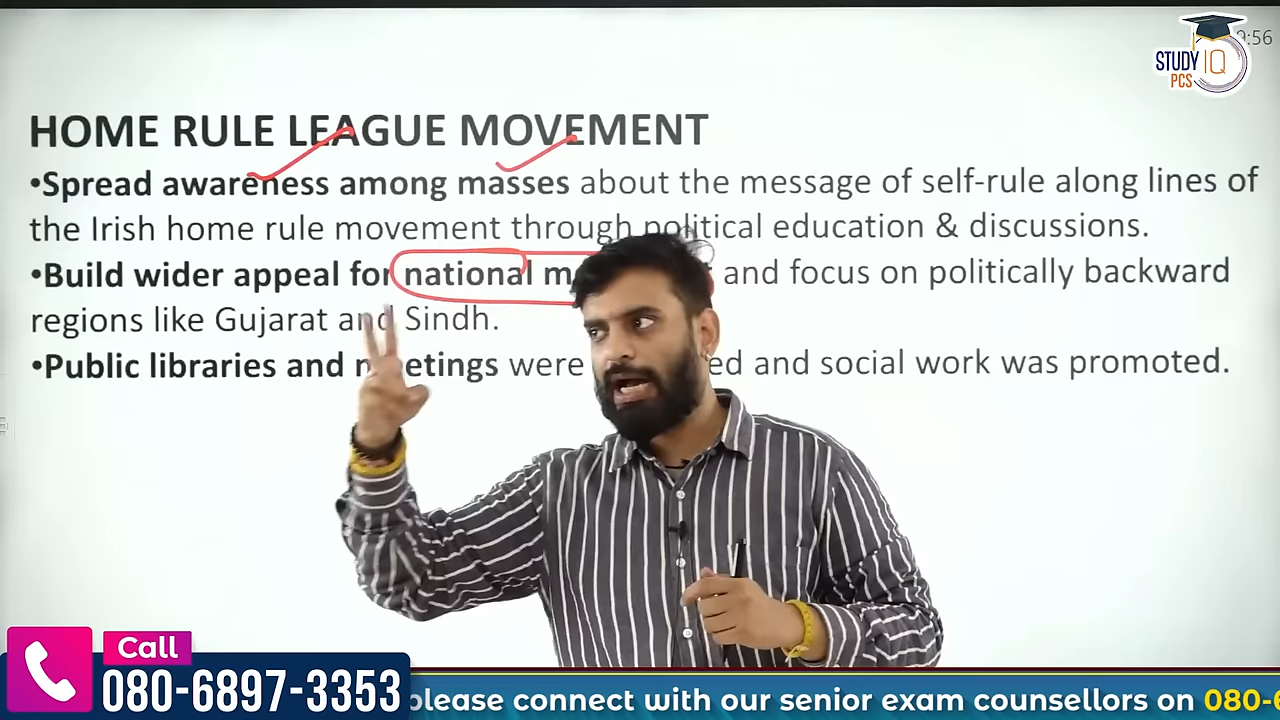 STUDY IQ
PCS
:56
HOME RULE LEAGUE MOVEMENT
•Spread awareness among masses about the message of self-rule along lines of
the Irish home rule movement through political education & discussions.
•Build wider appeal for national and focus on politically backward
regions like Gujarat and Sindh.
•Public libraries and meetings were and social work was promoted.
Call
080-6897-3353
please connect with our senior exam counsellors on 080-6